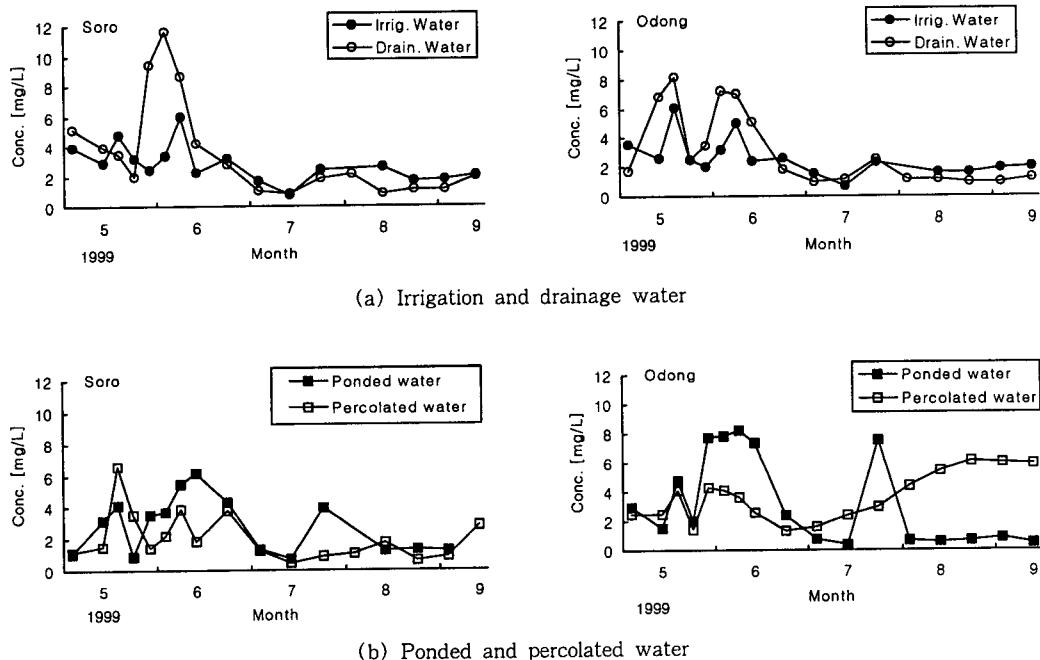 Soro
Irrig. Water
Drain. Water
Conc. [mg/L]
12
10
8
6
4
2
0
5
6
7
8
9
1999
Month
Odong
Irrig. Water
Drain. Water
Conc. [mg/L]
12
10
8
6
4
2
0
5
6
7
8
9
1999
Month
(a) Irrigation and drainage water
Soro
Ponded water
Percolated water
Conc. [mg/L]
12
10
8
6
4
2
0
5
6
7
8
9
1999
Month
Odong
Ponded water
Percolated water
Conc. [mg/L]
12
10
8
6
4
2
0
5
6
7
8
9
1999
Month
(b) Ponded and percolated water